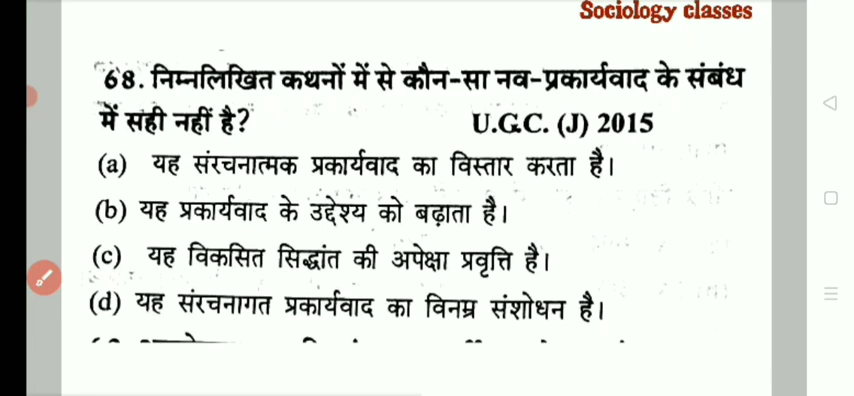 Sociology classes
68. निम्नलिखित कथनों में से कौन-सा नव-प्रकार्यवाद के संबंध
में सही नहीं है? U.G.C. (J) 2015
(a) यह संरचनात्मक प्रकार्यवाद का विस्तार करता है।
(b) यह प्रकार्यवाद के उद्देश्य को बढ़ाता है।
(c) यह विकसित सिद्धांत की अपेक्षा प्रवृत्ति है।
(d) यह संरचनागत प्रकार्यवाद का विनम्र संशोधन है।